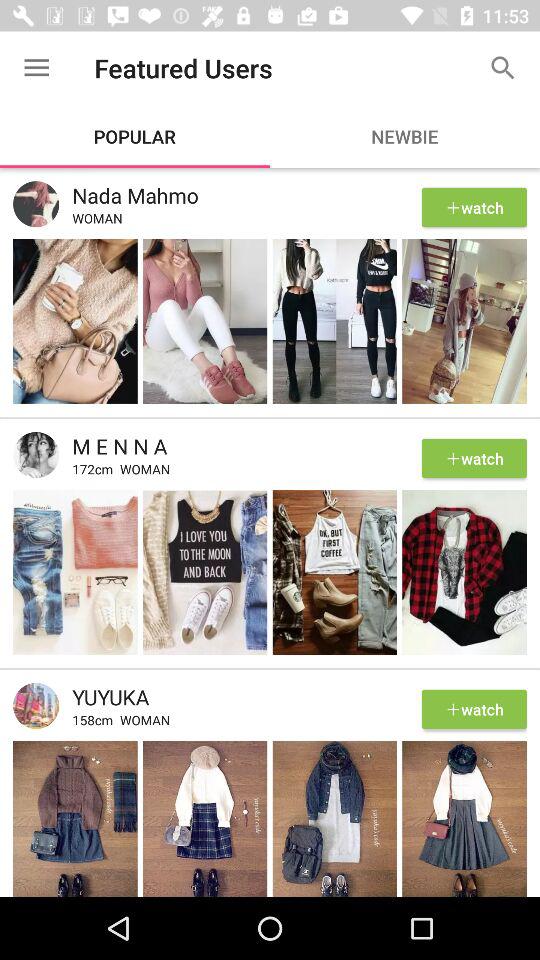 11:53
Featured Users
POPULAR
NEWBIE
Nada Mahmo
WOMAN
+watch
M E N N A
172cm WOMAN
+watch
I LOVE YOU
TO THE MOON
AND BACK
OK, BUT
FIRST
COFFEE
YUYUKA
158cm WOMAN
+watch